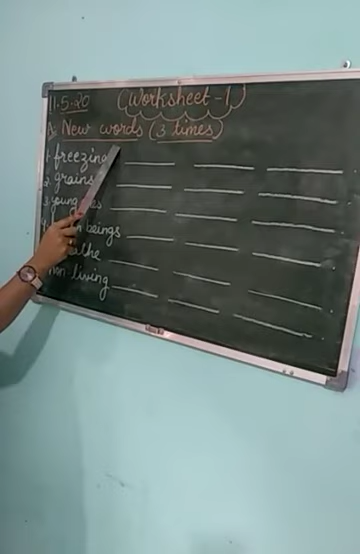 11.5.20 (Worksheet-1)
A. New words (3 times)
1. freezing
2. grains
3. young
beings
non-living